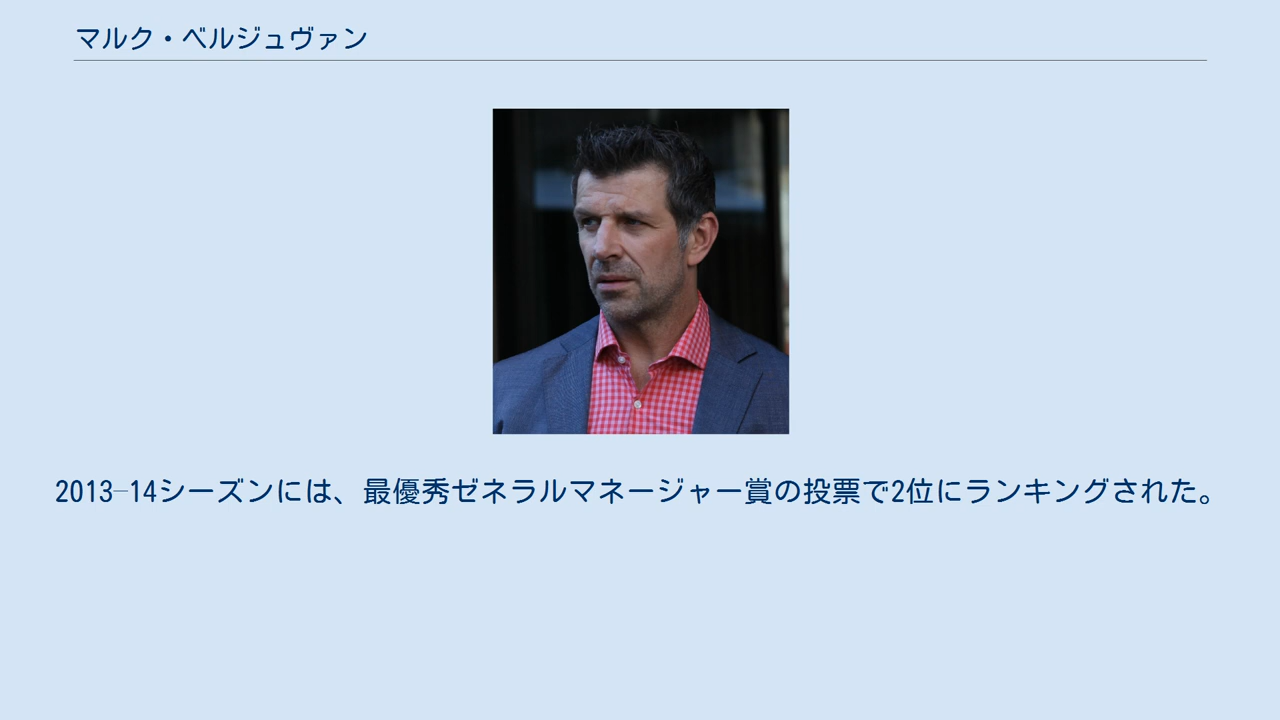 マルク・ベルジュヴァン
2013–14シーズンには、最優秀ゼネラルマネージャー賞の投票で2位にランキングされた。